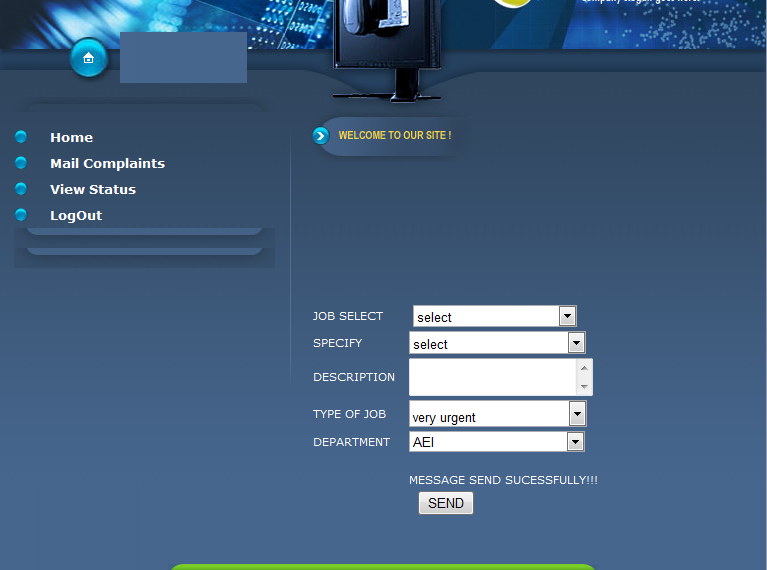 Home
Mail Complaints
View Status
LogOut
WELCOME TO OUR SITE !
JOB SELECT select
SPECIFY select
DESCRIPTION
TYPE OF JOB very urgent
DEPARTMENT AEI
MESSAGE SEND SUCESSFULLY!!!
SEND